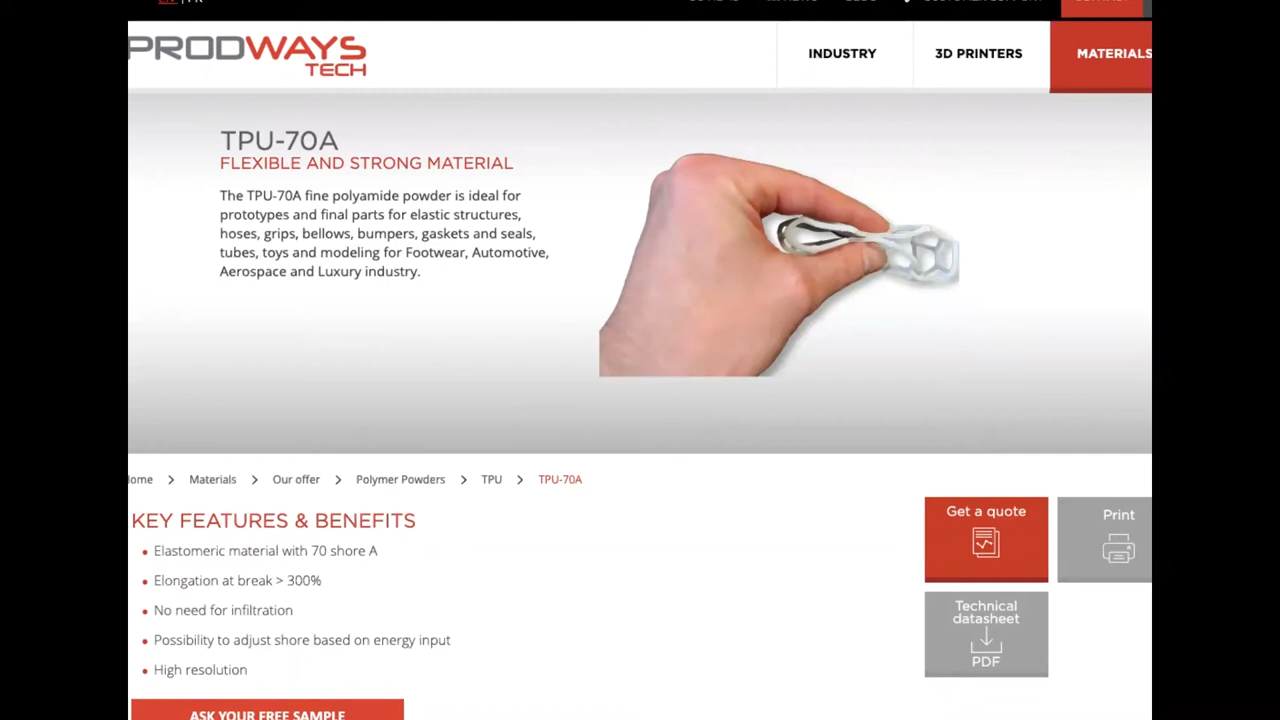 PRODWAYS
TECH
INDUSTRY
3D PRINTERS
MATERIALS
TPU-70A
FLEXIBLE AND STRONG MATERIAL
The TPU-70A fine polyamide powder is ideal for
prototypes and final parts for elastic structures,
hoses, grips, bellows, bumpers, gaskets and seals,
tubes, toys and modeling for Footwear, Automotive,
Aerospace and Luxury industry.
ome > Materials > Our offer > Polymer Powders > TPU > TPU-70A
KEY FEATURES & BENEFITS
• Elastomeric material with 70 shore A
• Elongation at break > 300%
• No need for infiltration
• Possibility to adjust shore based on energy input
• High resolution
Get a quote
Print
Technical
datasheet
PDF
ASK YOUR FREE SAMPLE